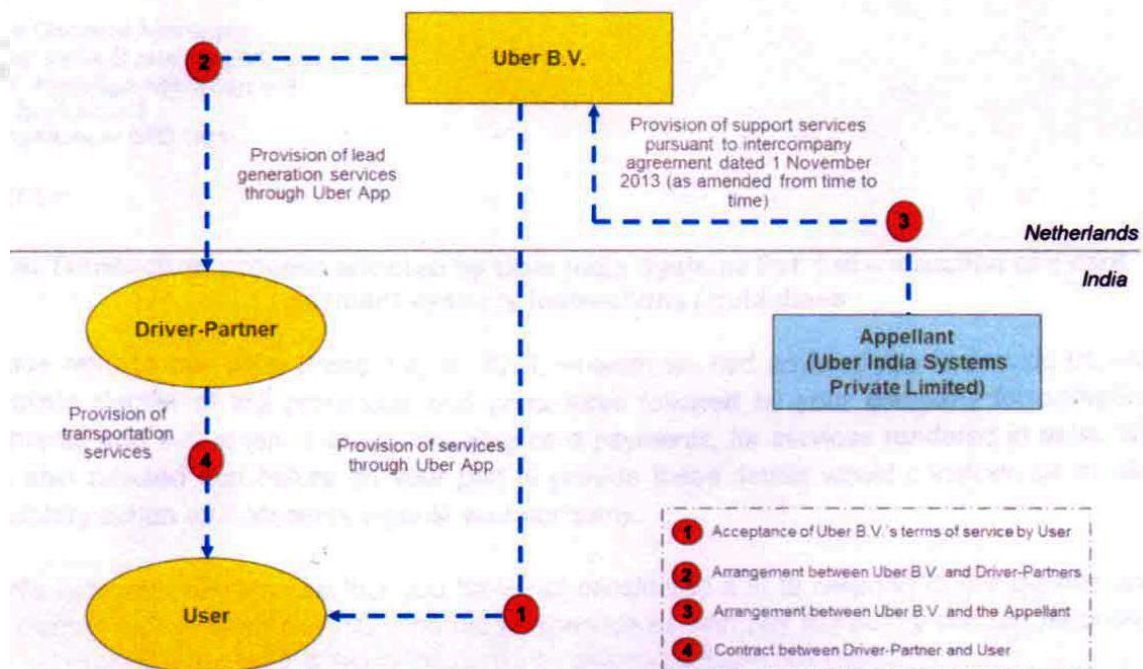 2
Uber B.V.
Provision of lead
generation services
through Uber App
Provision of support services
pursuant to intercompany
agreement dated 1 November
2013 (as amended from time to
time)
3
Netherlands
India
Driver-Partner
Appellant
(Uber India Systems
Private Limited)
Provision of
transportation
services
4
Provision of services
through Uber App
User
1
1 Acceptance of Uber B.V.'s terms of service by User
2 Arrangement between Uber B.V. and Driver-Partners
3 Arrangement between Uber B.V. and the Appellant
4 Contract between Driver-Partner and User